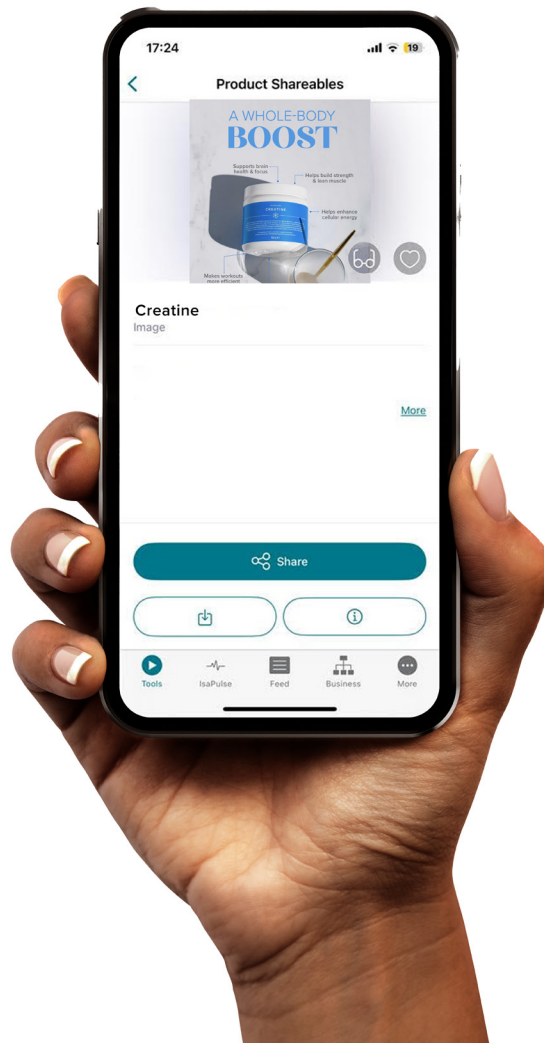 17:24
19
Product Shareables
A WHOLE-BODY
BOOST
Supports brain
health & focus
Helps build strength
& lean muscle
CREATINE
Helps enhance
cellular energy
Makes workouts
more efficient
Creatine
Image
More
Share
Tools
IsaPulse
Feed
Business
More